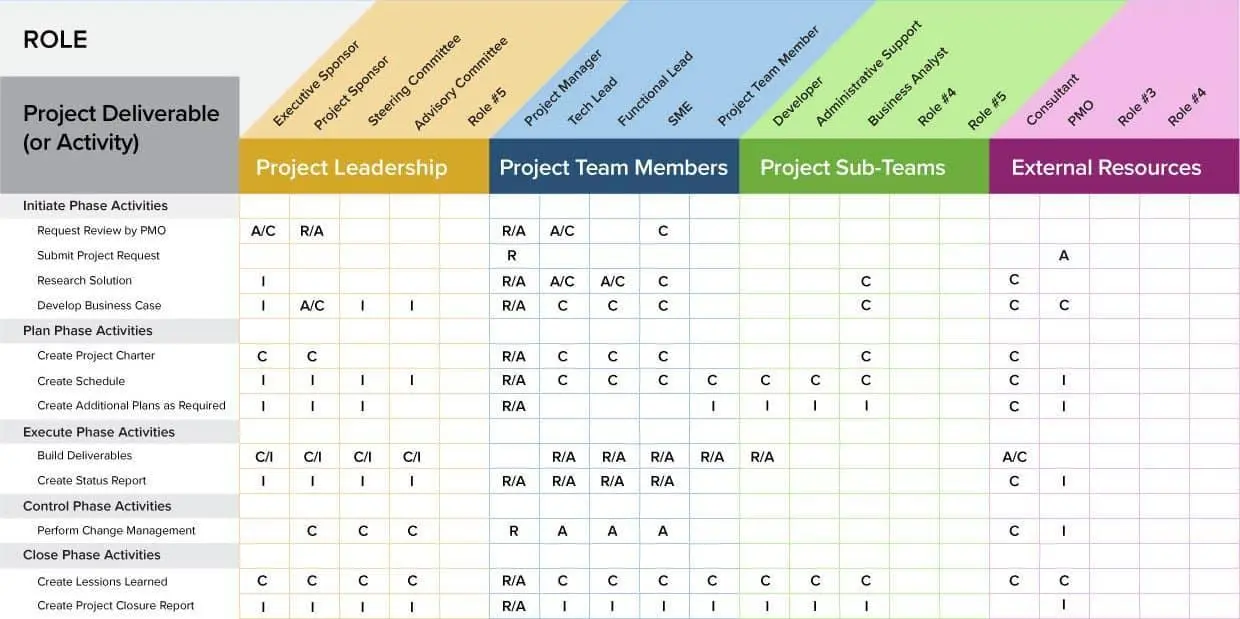 ROLE
Project Deliverable
(or Activity)
Executive Sponsor
Project Sponsor
Steering Committee
Advisory Committee
Role #5
Project Manager
Tech Lead
Functional Lead
SME
Project Team Member
Developer
Administrative Support
Business Analyst
Role #4
Role #5
Consultant
PMO
Role #3
Role #4
Project Leadership Project Team Members Project Sub-Teams External Resources
Initiate Phase Activities
Request Review by PMO A/C R/A R/A A/C C
Submit Project Request R A
Research Solution I R/A A/C A/C C C C
Develop Business Case I A/C I I R/A C C C C C C
Plan Phase Activities
Create Project Charter C C R/A C C C C C
Create Schedule I I I I R/A C C C C C C C C I
Create Additional Plans as Required I I I R/A I I I I C I
Execute Phase Activities
Build Deliverables C/I C/I C/I C/I R/A R/A R/A R/A R/A A/C
Create Status Report I I I I R/A R/A R/A R/A C I
Control Phase Activities
Perform Change Management C C C R A A A C I
Close Phase Activities
Create Lessions Learned C C C C R/A C C C C C C C C C
Create Project Closure Report I I I I R/A I I I I I I I I